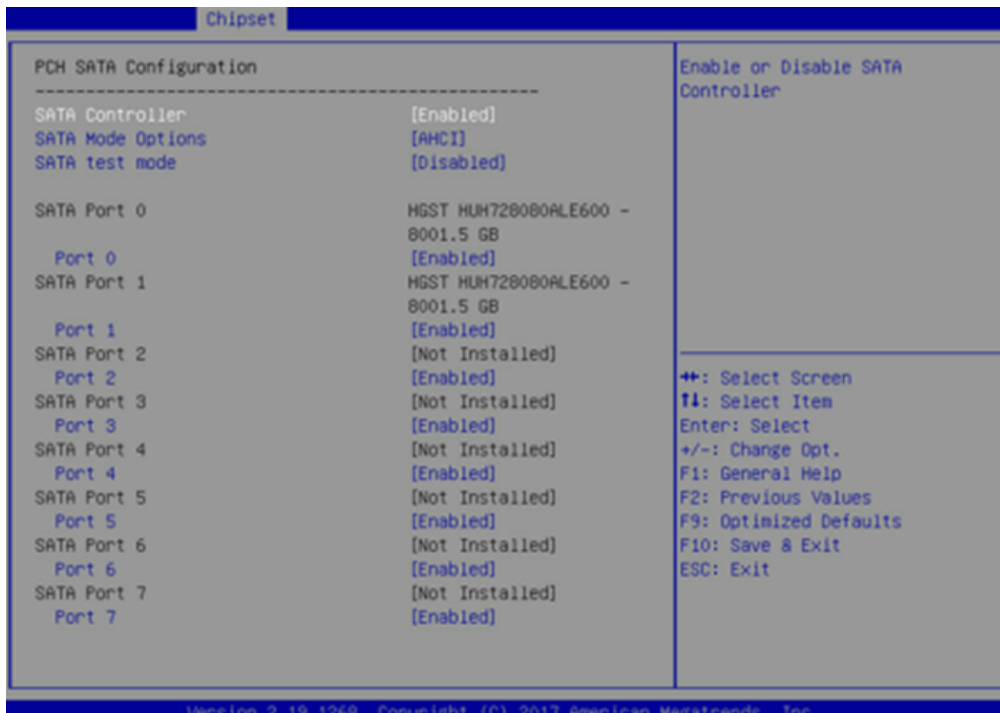 Chipset
PCH SATA Configuration
--------------------------------------------------
SATA Controller [Enabled]
SATA Mode Options [AHCI]
SATA test mode [Disabled]
SATA Port 0 HGST HUH728080ALE600 -
8001.5 GB
Port 0 [Enabled]
SATA Port 1 HGST HUH728080ALE600 -
8001.5 GB
Port 1 [Enabled]
SATA Port 2 [Not Installed]
Port 2 [Enabled]
SATA Port 3 [Not Installed]
Port 3 [Enabled]
SATA Port 4 [Not Installed]
Port 4 [Enabled]
SATA Port 5 [Not Installed]
Port 5 [Enabled]
SATA Port 6 [Not Installed]
Port 6 [Enabled]
SATA Port 7 [Not Installed]
Port 7 [Enabled]
Enable or Disable SATA
Controller
→←: Select Screen
↑↓: Select Item
Enter: Select
+/-: Change Opt.
F1: General Help
F2: Previous Values
F9: Optimized Defaults
F10: Save & Exit
ESC: Exit
Version 2.19.1268. Copyright (C) 2017 American Megatrends, Inc.